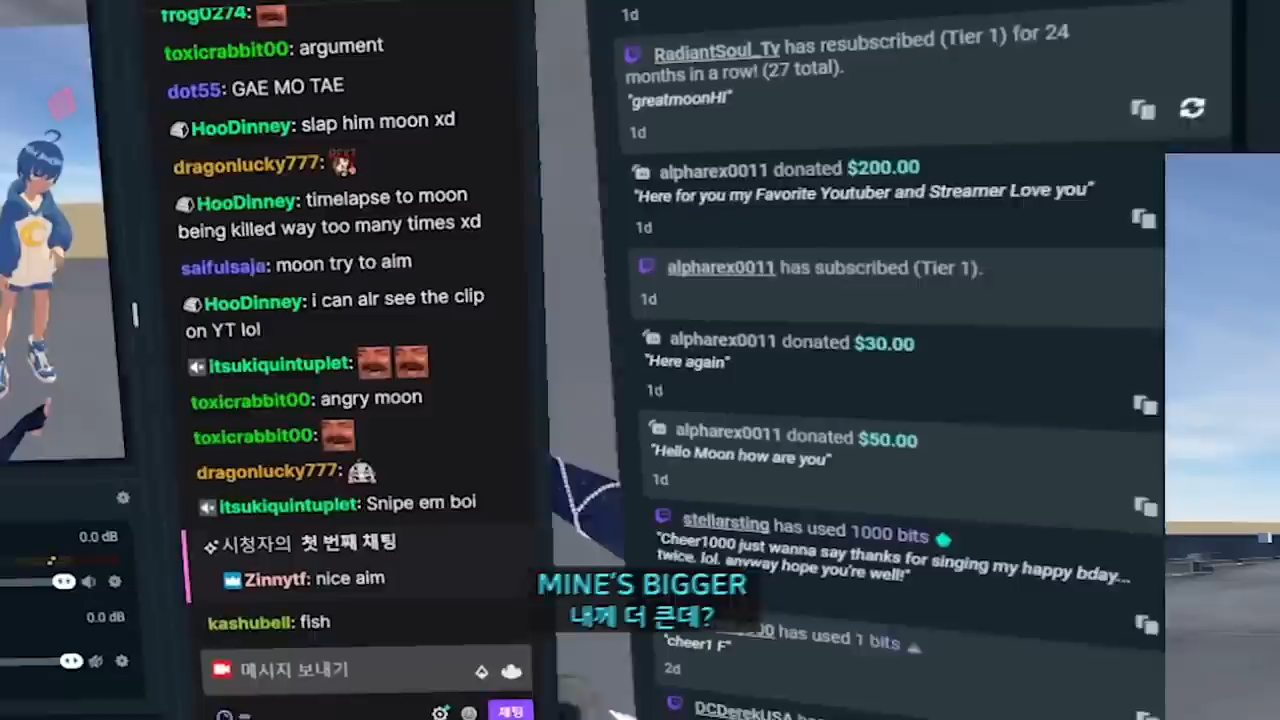 frog0274:
toxicrabbit00: argument
dot55: GAE MO TAE
HooDinney: slap him moon xd
dragonlucky777:
HooDinney: timelapse to moon
being killed way too many times xd
saifulsaja: moon try to aim
HooDinney: i can alr see the clip
on YT lol
Itsukiquintuplet:
toxicrabbit00: angry moon
toxicrabbit00:
dragonlucky777:
Itsukiquintuplet: Snipe em boi
시청자의 첫 번째 채팅
Zinnytf: nice aim
kashubell: fish
메시지 보내기
채팅
0.0 dB
0.0 dB
1d
RadiantSoul_Tv has resubscribed (Tier 1) for 24
months in a row! (27 total).
"greatmoonHI"
1d
alpharex0011 donated $200.00
"Here for you my Favorite Youtuber and Streamer Love you"
1d
alpharex0011 has subscribed (Tier 1).
1d
alpharex0011 donated $30.00
"Here again"
1d
alpharex0011 donated $50.00
"Hello Moon how are you"
1d
stellarsting has used 1000 bits
"Cheer1000 just wanna say thanks for singing my happy bday...
twice. lol. anyway hope you're well!"
has used 1 bits
"cheer1 F"
2d
DCDerekUSA
MINE'S BIGGER
내께 더 큰데?